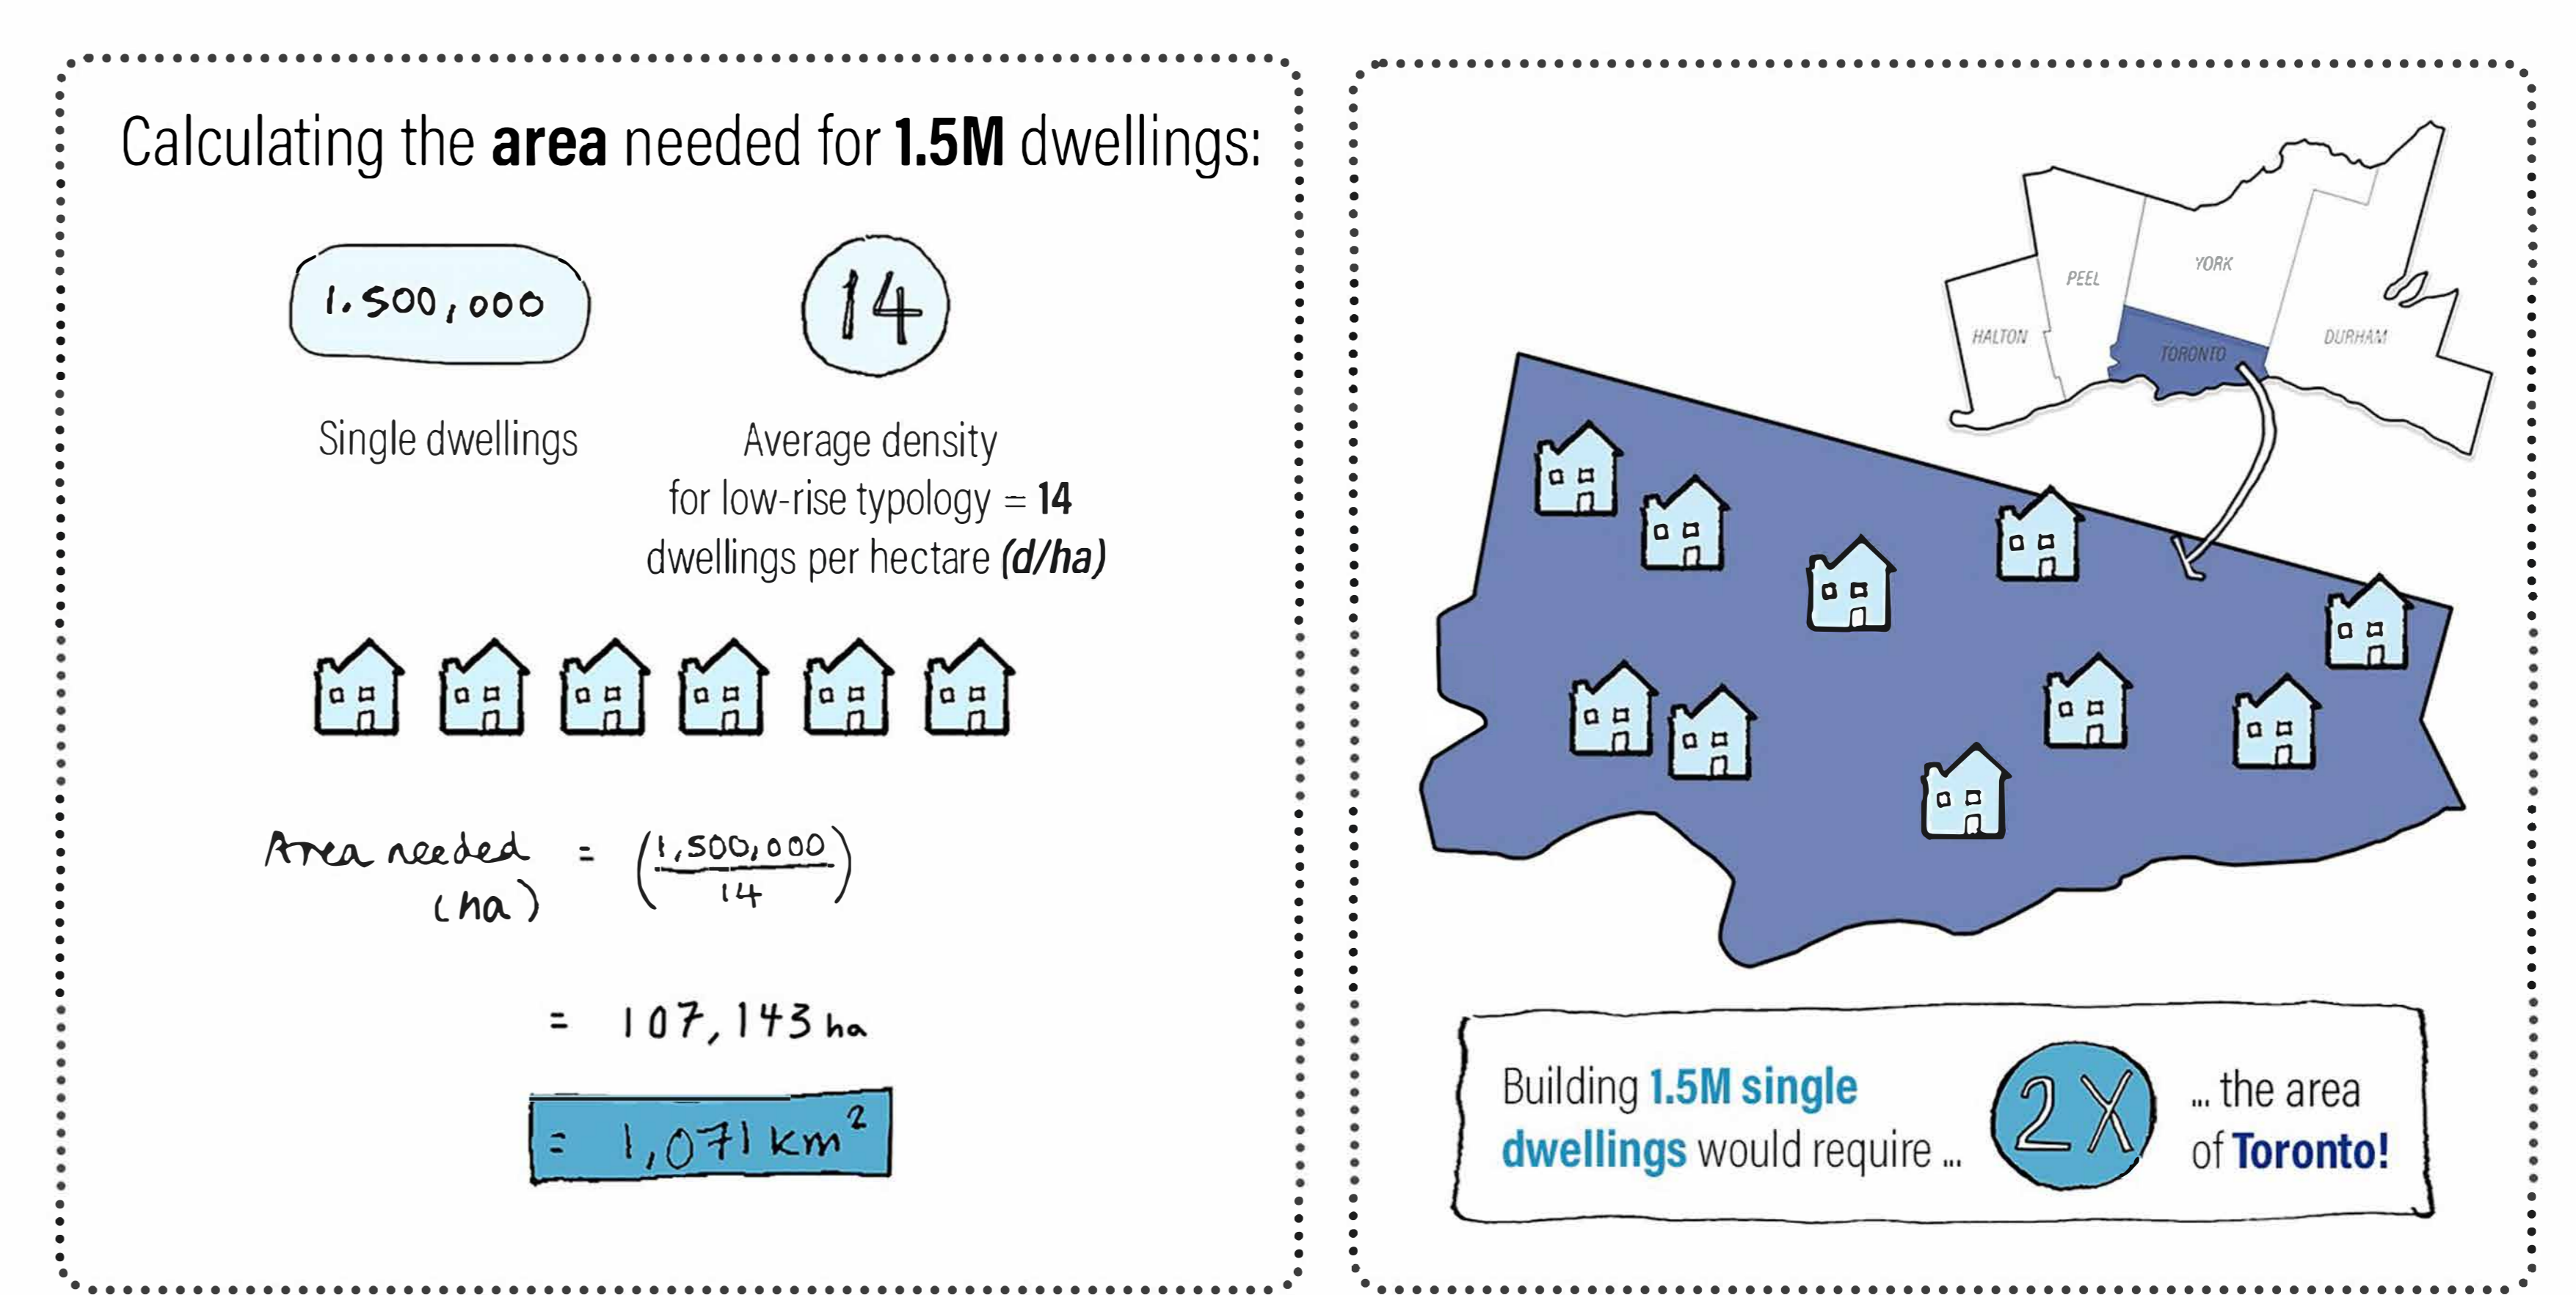 Calculating the area needed for 1.5M dwellings:
1.500,000
14
Single dwellings
Average density
for low-rise typology = 14
dwellings per hectare (d/ha)
Area needed = (1,500,000 / 14)
(ha)
= 107,143 ha
= 1,071 km²
HALTON
PEEL
YORK
TORONTO
DURHAM
Building 1.5M single
dwellings would require ...
2X
... the area
of Toronto!